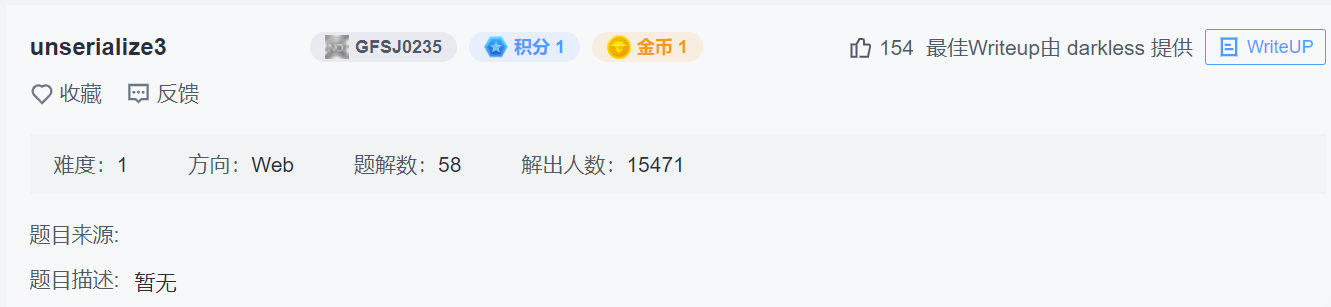 unserialize3 GFSJ0235 积分 1 金币 1 154 最佳Writeup由 darkless 提供 WriteUP
收藏 反馈
难度：1 方向：Web 题解数：58 解出人数：15471
题目来源:
题目描述: 暂无